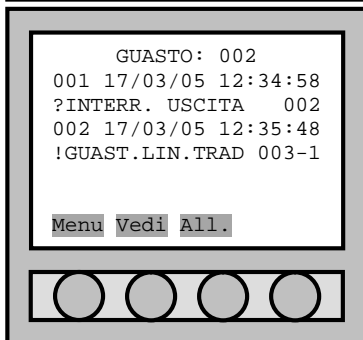 GUASTO: 002
001 17/03/05 12:34:58
?INTERR. USCITA 002
002 17/03/05 12:35:48
!GUAST.LIN.TRAD 003-1
Menu Vedi All.